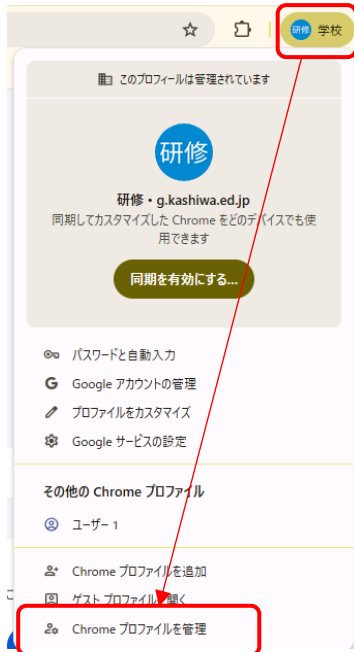 研修 学校
このプロフィールは管理されています
研修
研修・g.kashiwa.ed.jp
同期してカスタマイズした Chrome をどのデバイスでも使
用できます
同期を有効にする...
パスワードと自動入力
G Google アカウントの管理
プロファイルをカスタマイズ
Google サービスの設定
その他の Chrome プロファイル
ユーザー 1
Chrome プロファイルを追加
ゲスト プロファイルを開く
Chrome プロファイルを管理